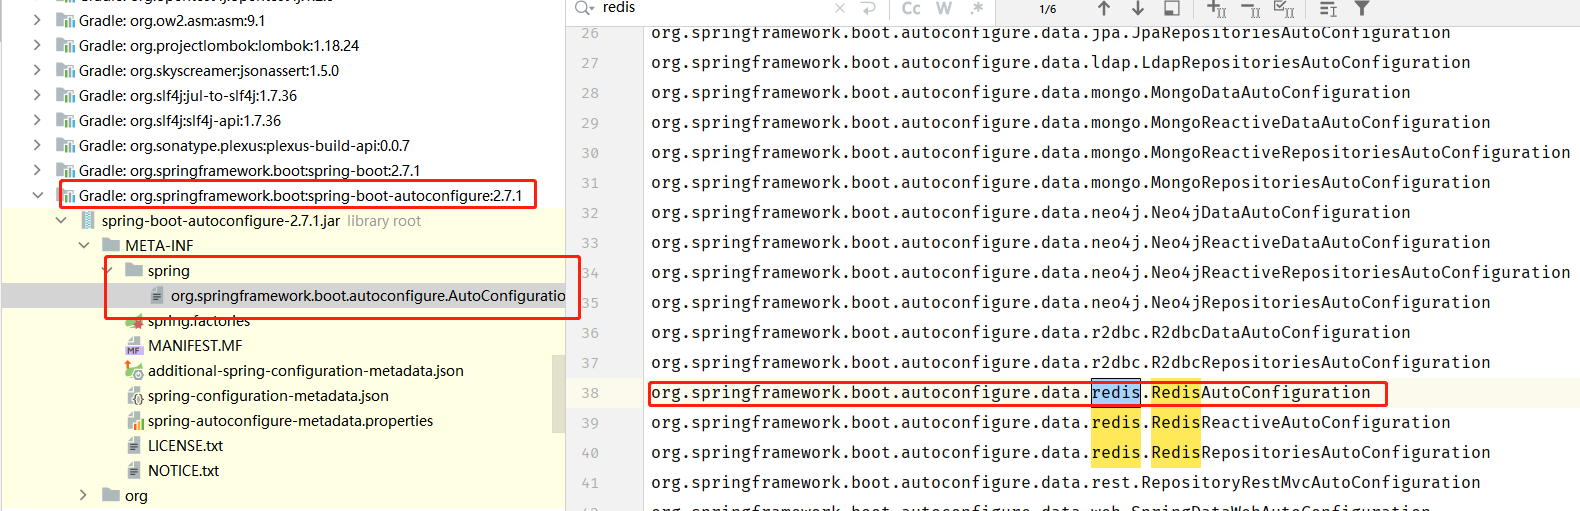 Gradle: org.ow2.asm:asm:9.1
Gradle: org.projectlombok:lombok:1.18.24
Gradle: org.skyscreamer:jsonassert:1.5.0
Gradle: org.slf4j:jul-to-slf4j:1.7.36
Gradle: org.slf4j:slf4j-api:1.7.36
Gradle: org.sonatype.plexus:plexus-build-api:0.0.7
Gradle: org.springframework.boot:spring-boot:2.7.1
Gradle: org.springframework.boot:spring-boot-autoconfigure:2.7.1
spring-boot-autoconfigure-2.7.1.jar library root
META-INF
spring
org.springframework.boot.autoconfigure.AutoConfiguratio
spring.factories
MANIFEST.MF
additional-spring-configuration-metadata.json
spring-configuration-metadata.json
spring-autoconfigure-metadata.properties
LICENSE.txt
NOTICE.txt
org
redis Cc W .* 1/6
26 org.springframework.boot.autoconfigure.data.jpa.JpaRepositoriesAutoConfiguration
27 org.springframework.boot.autoconfigure.data.ldap.LdapRepositoriesAutoConfiguration
28 org.springframework.boot.autoconfigure.data.mongo.MongoDataAutoConfiguration
29 org.springframework.boot.autoconfigure.data.mongo.MongoReactiveDataAutoConfiguration
30 org.springframework.boot.autoconfigure.data.mongo.MongoReactiveRepositoriesAutoConfiguration
31 org.springframework.boot.autoconfigure.data.mongo.MongoRepositoriesAutoConfiguration
32 org.springframework.boot.autoconfigure.data.neo4j.Neo4jDataAutoConfiguration
33 org.springframework.boot.autoconfigure.data.neo4j.Neo4jReactiveDataAutoConfiguration
34 org.springframework.boot.autoconfigure.data.neo4j.Neo4jReactiveRepositoriesAutoConfiguration
35 org.springframework.boot.autoconfigure.data.neo4j.Neo4jRepositoriesAutoConfiguration
36 org.springframework.boot.autoconfigure.data.r2dbc.R2dbcDataAutoConfiguration
37 org.springframework.boot.autoconfigure.data.r2dbc.R2dbcRepositoriesAutoConfiguration
38 org.springframework.boot.autoconfigure.data.redis.RedisAutoConfiguration
39 org.springframework.boot.autoconfigure.data.redis.RedisReactiveAutoConfiguration
40 org.springframework.boot.autoconfigure.data.redis.RedisRepositoriesAutoConfiguration
41 org.springframework.boot.autoconfigure.data.rest.RepositoryRestMvcAutoConfiguration
org.springframework.boot.autoconfigure.data.web.SpringDataWebAutoConfiguration